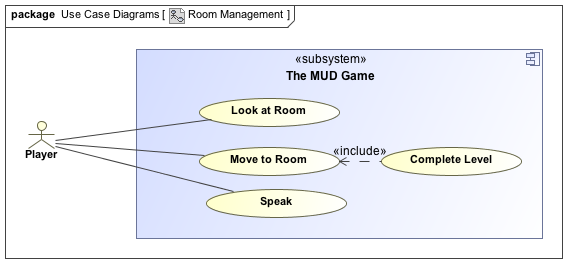 package Use Case Diagrams [ Room Management ]
«subsystem»
The MUD Game
Look at Room
Player
Move to Room
«include»
Complete Level
Speak